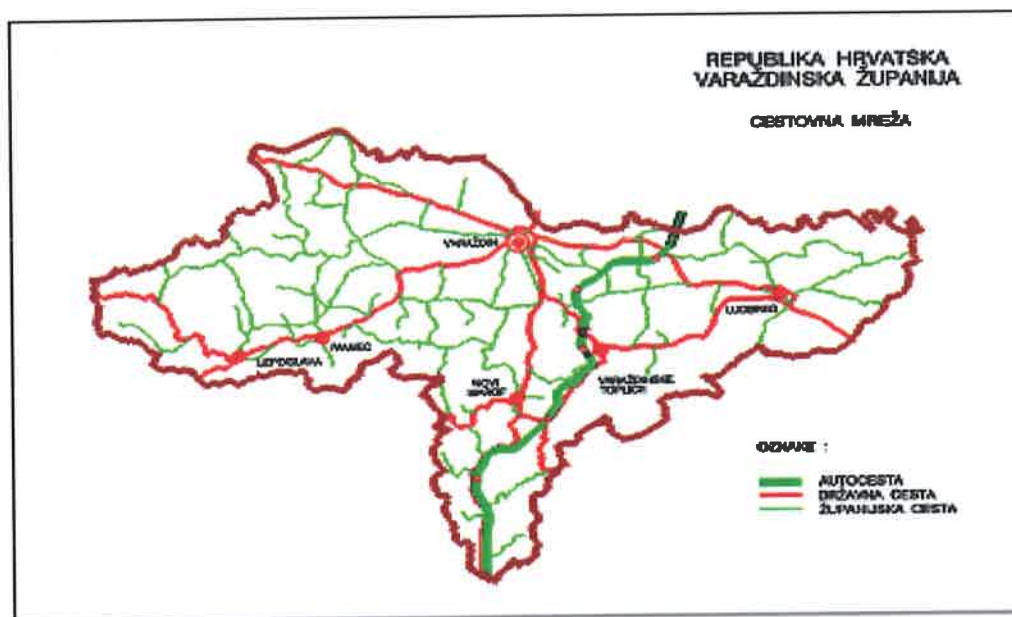 REPUBLIKA HRVATSKA
VARAŽDINSKA ŽUPANIJA
CESTOVNA MREŽA
VARAŽDIN
LUDBREG
IVANEC
LEPOGLAVA
NOVI
MAROF
VARAŽDINSKE
TOPLICE
OZNAKE :
AUTOCESTA
DRŽAVNA CESTA
ŽUPANIJSKA CESTA